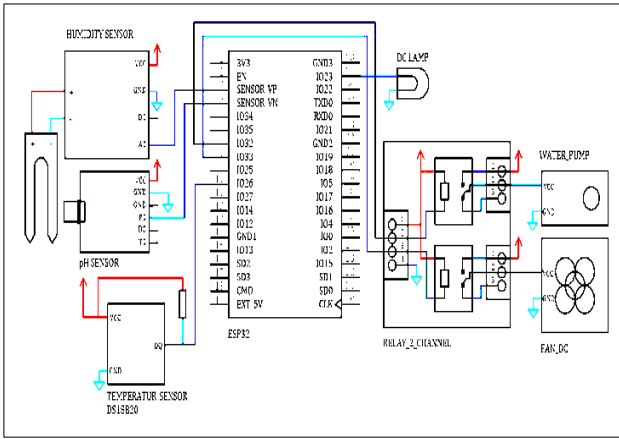 HUMIDITY SENSOR
VCC
GND
DO
AO
+
-
+
-
VCC
GND
GND
PO
DO
TO
pH SENSOR
VCC
DQ
GND
TEMPERATUR SENSOR
DS18B20
3V3
EN
SENSOR VP
SENSOR VN
IO34
IO35
IO32
IO33
IO25
IO26
IO27
IO14
IO12
GND1
IO13
SD2
SD3
CMD
EXT 5V
GND3
IO23
IO22
TXD0
RXD0
IO21
GND2
IO19
IO18
IO5
IO17
IO16
IO4
IO0
IO2
IO15
SD1
SD0
CLK
ESP32
DC LAMP
RELAY_2_CHANNEL
WATER_PUMP
VCC
GND
VCC
GND
FAN_DC